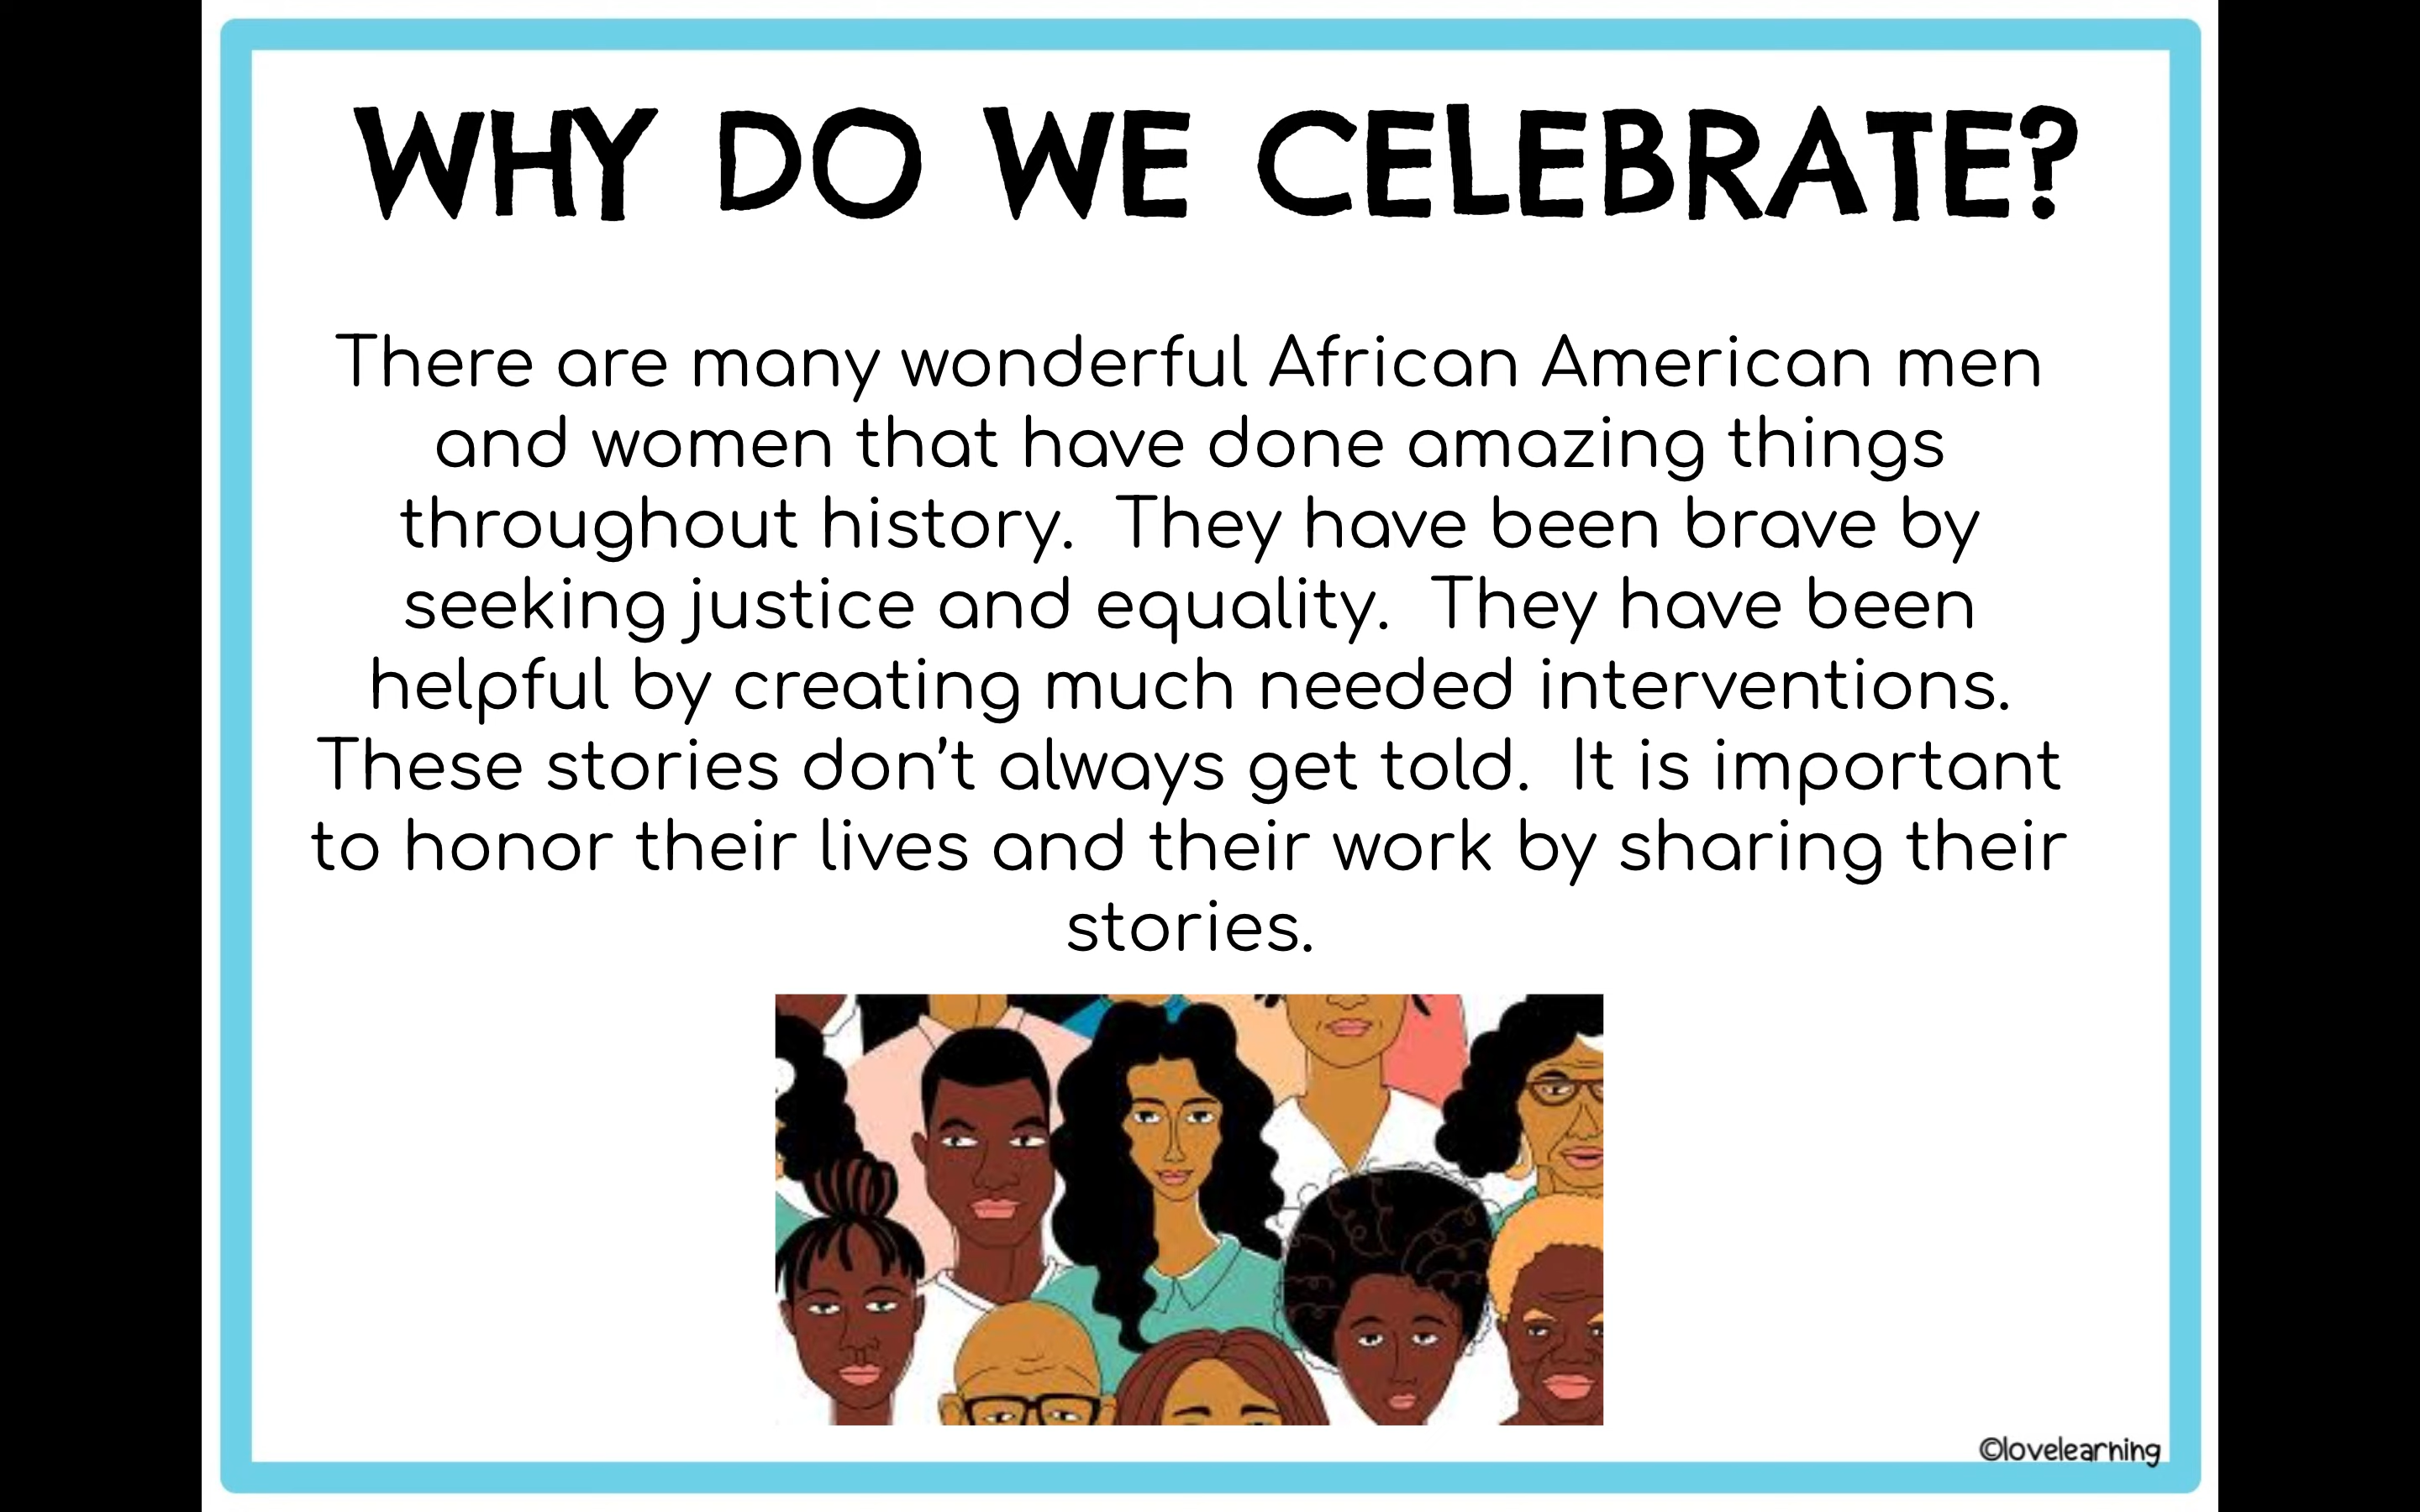 WHY DO WE CELEBRATE?
There are many wonderful African American men
and women that have done amazing things
throughout history.  They have been brave by
seeking justice and equality.  They have been
helpful by creating much needed interventions.
These stories don’t always get told.  It is important
to honor their lives and their work by sharing their
stories.
©lovelearning